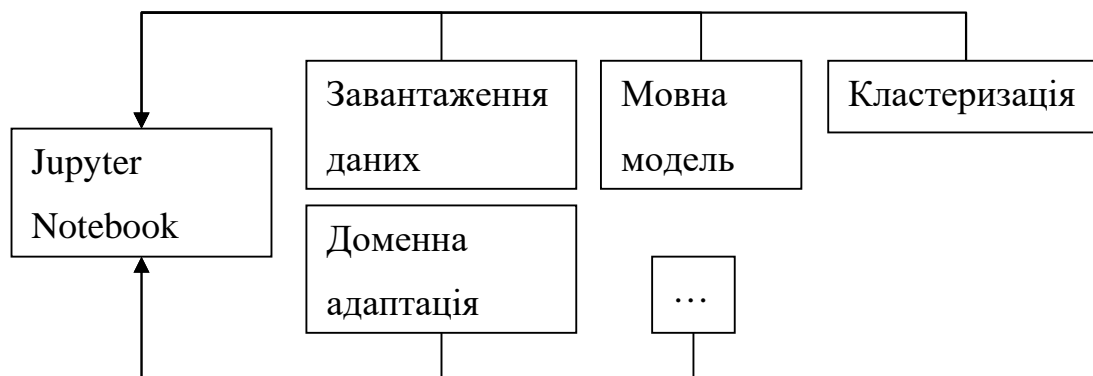 Завантаження
даних
Мовна
модель
Кластеризація
Jupyter
Notebook
Доменна
адаптація
…